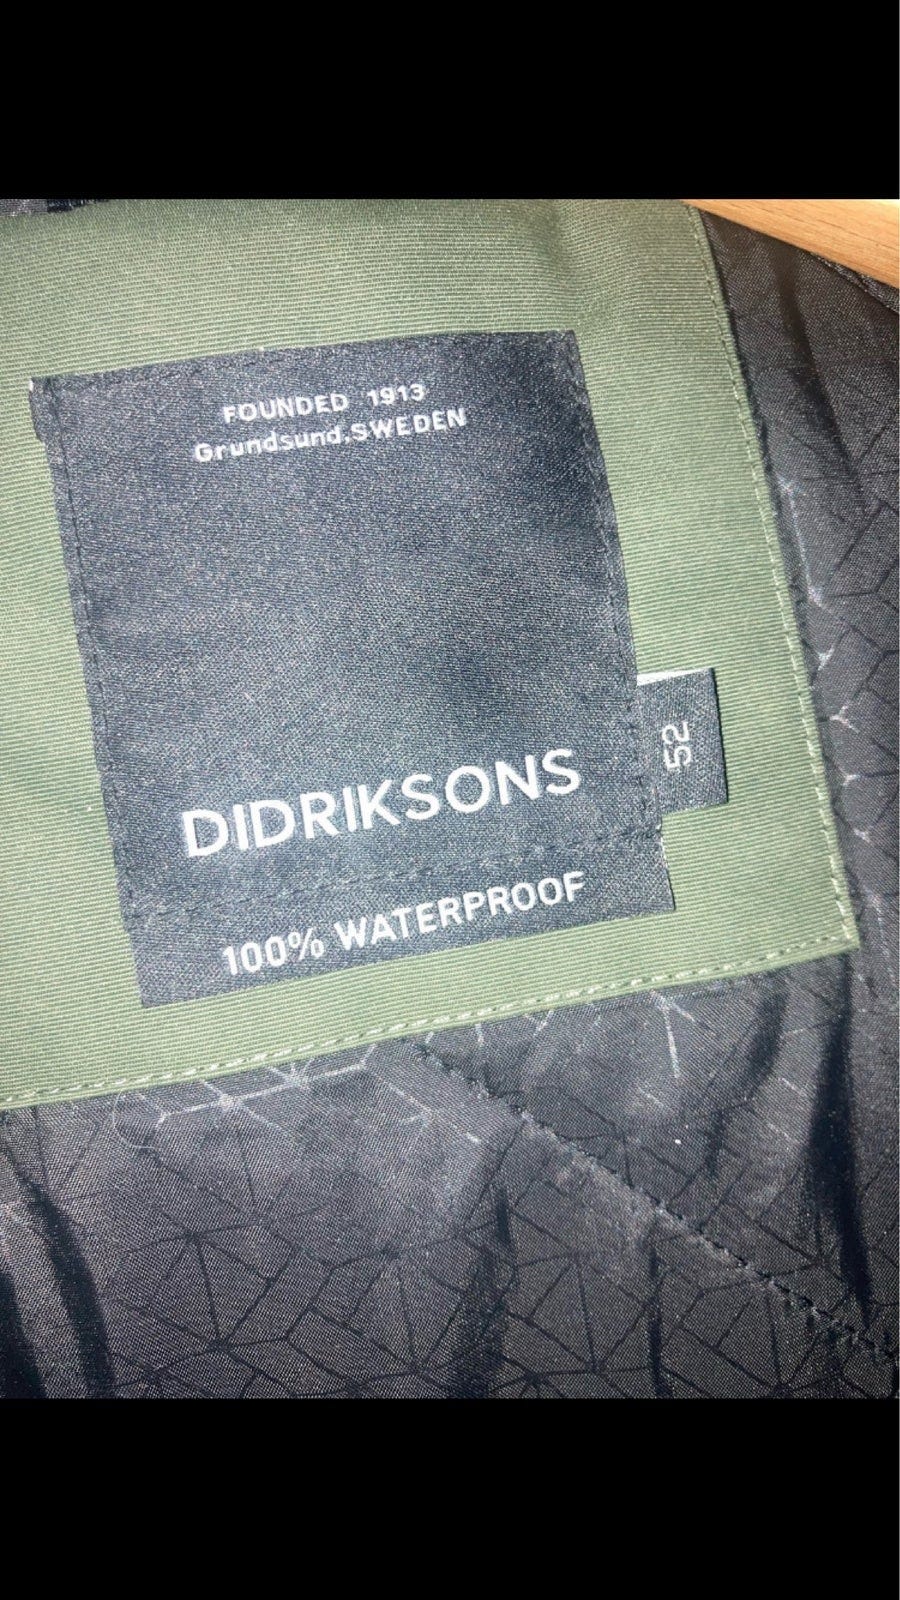 FOUNDED 1913
Grundsund.SWEDEN
DIDRIKSONS
52
100% WATERPROOF